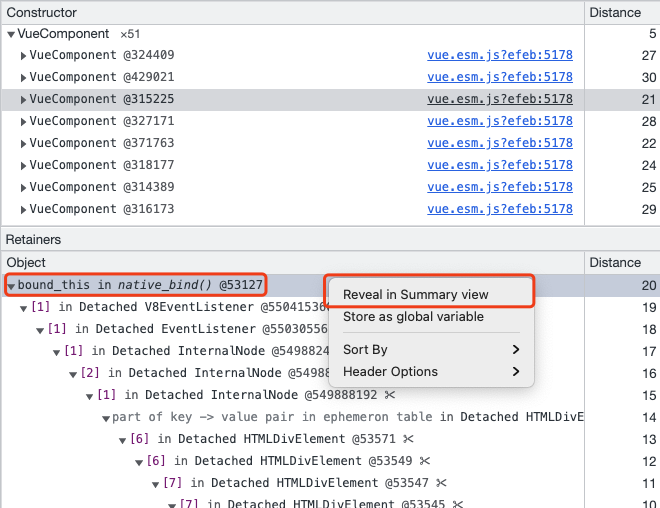 Constructor Distance
▼VueComponent ×51 5
▶VueComponent @324409 vue.esm.js?efeb:5178 27
▶VueComponent @429021 vue.esm.js?efeb:5178 30
▶VueComponent @315225 vue.esm.js?efeb:5178 21
▶VueComponent @327171 vue.esm.js?efeb:5178 28
▶VueComponent @371763 vue.esm.js?efeb:5178 22
▶VueComponent @318177 vue.esm.js?efeb:5178 24
▶VueComponent @314389 vue.esm.js?efeb:5178 25
▶VueComponent @316173 vue.esm.js?efeb:5178 29
Retainers
Object Distance
▼bound_this in native_bind() @53127 20
▼[1] in Detached V8EventListener 19
▼[1] in Detached EventListener 18
▼[1] in Detached InternalNode 17
▼[2] in Detached InternalNode 16
▼[1] in Detached InternalNode @549888192 15
▼part of key -> value pair in ephemeron table in Detached HTMLDivE 14
▼[6] in Detached HTMLDivElement @53571 13
▼[6] in Detached HTMLDivElement @53549 12
▼[7] in Detached HTMLDivElement @53547 11
▼[7] in Detached HTMLDivElement @53545 10
Reveal in Summary view
Store as global variable
Sort By
Header Options